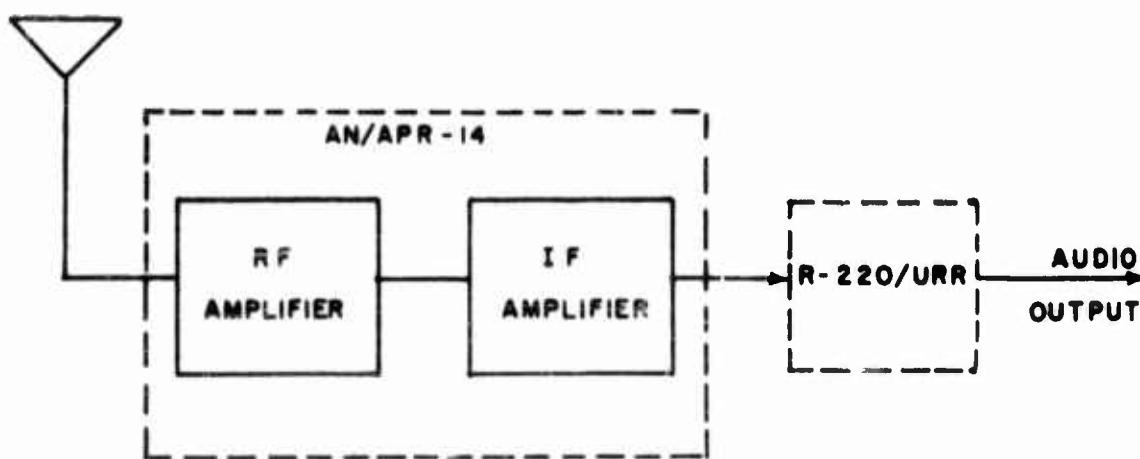 AN/APR-14
RF
AMPLIFIER
IF
AMPLIFIER
R-220/URR
AUDIO
OUTPUT